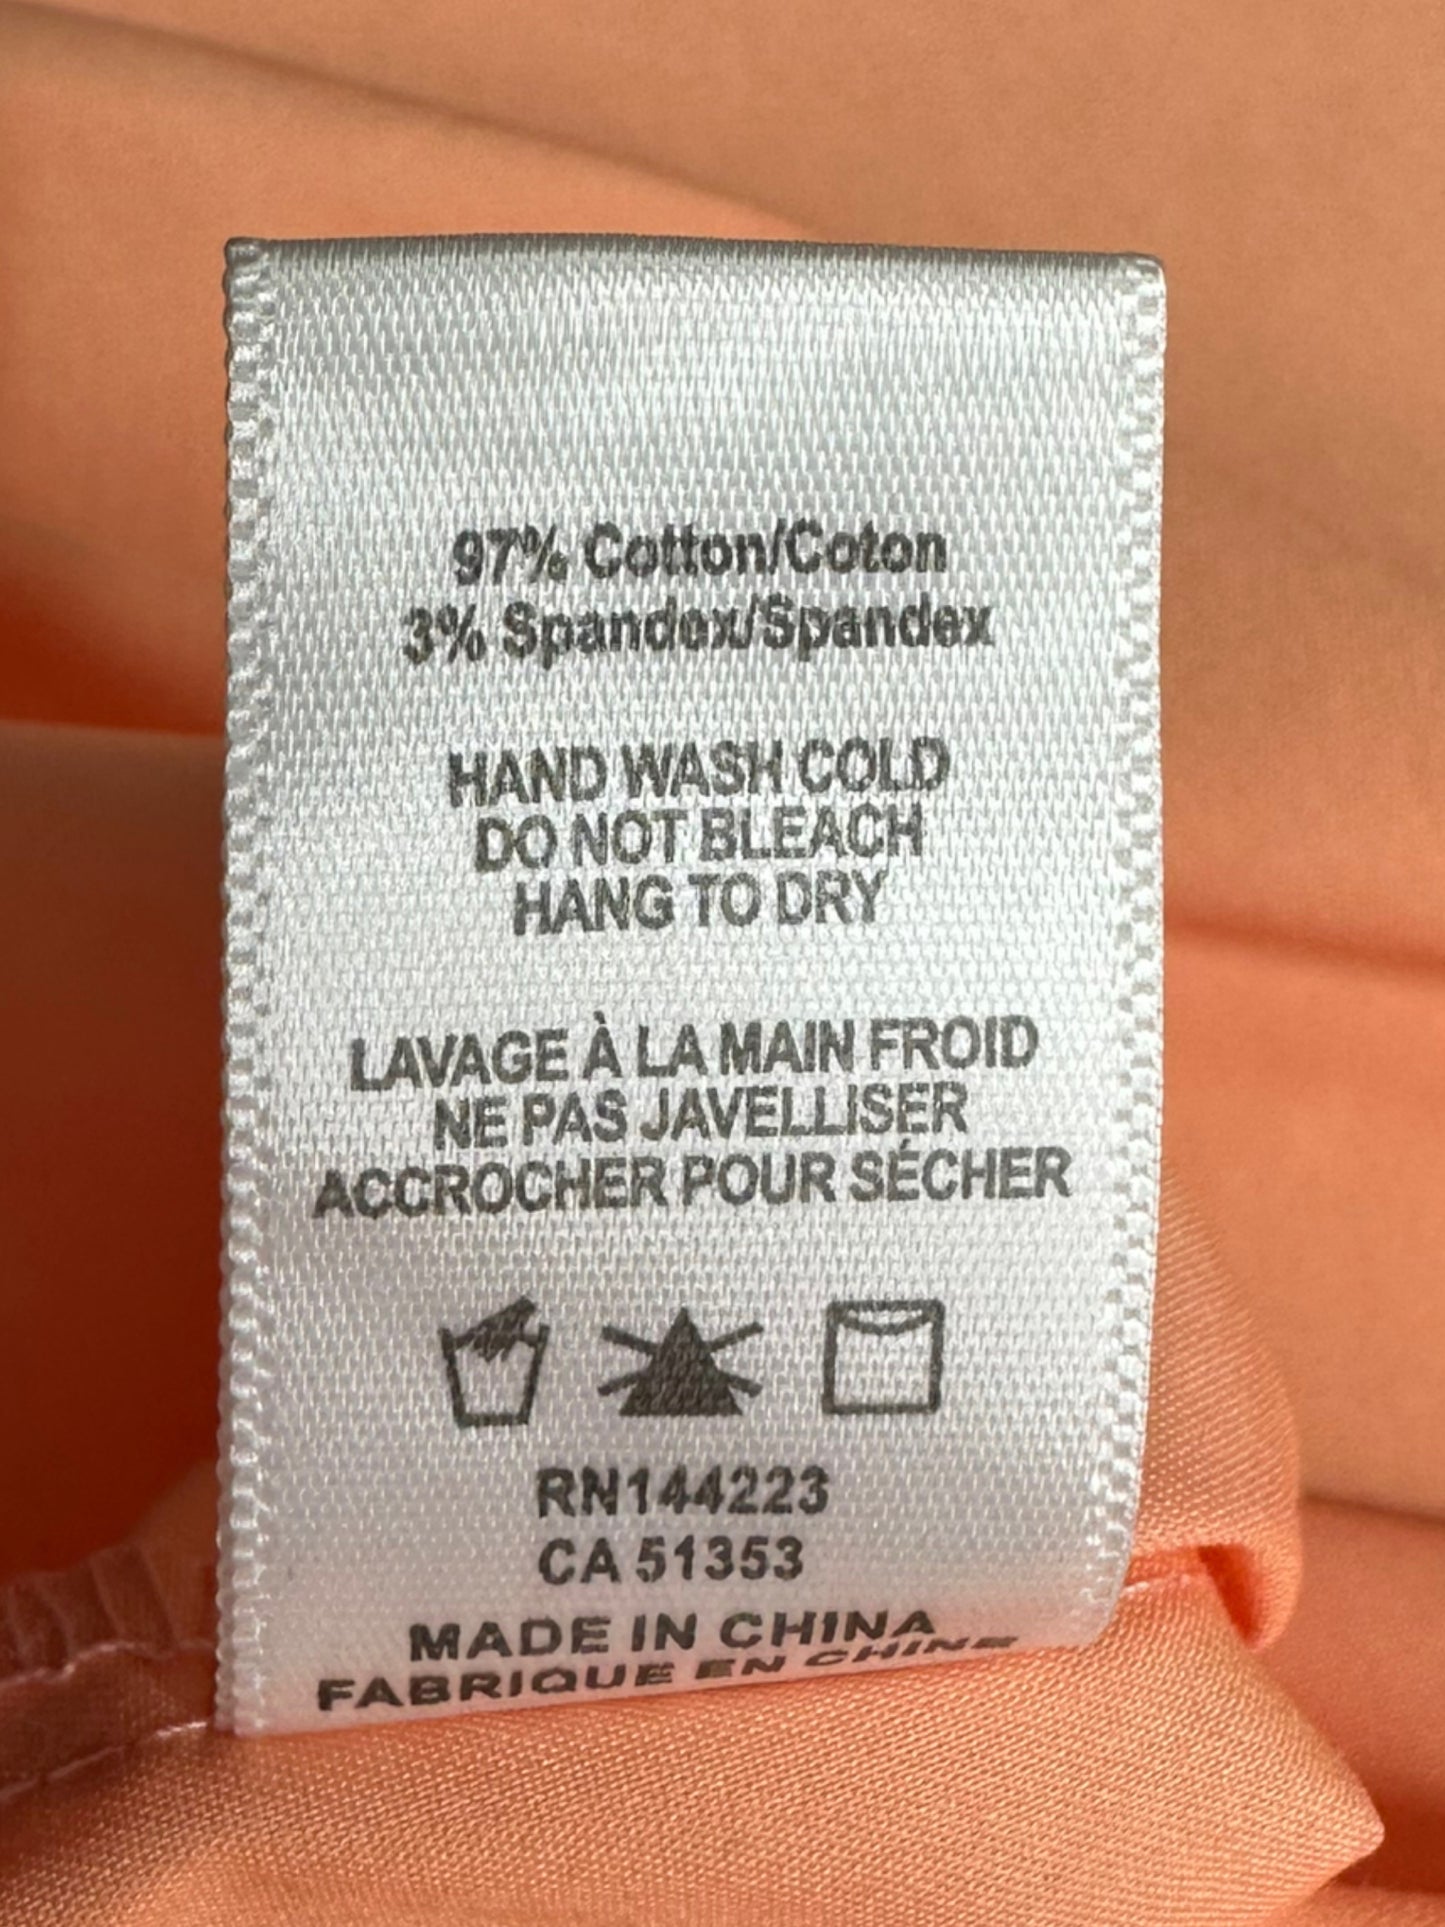 97% Cotton/Coton
3% Spandex/Spandex
HAND WASH COLD
DO NOT BLEACH
HANG TO DRY
LAVAGE À LA MAIN FROID
NE PAS JAVELLISER
ACCROCHER POUR SÉCHER
RN144223
CA 51353
MADE IN CHINA
FABRIQUE EN CHINE